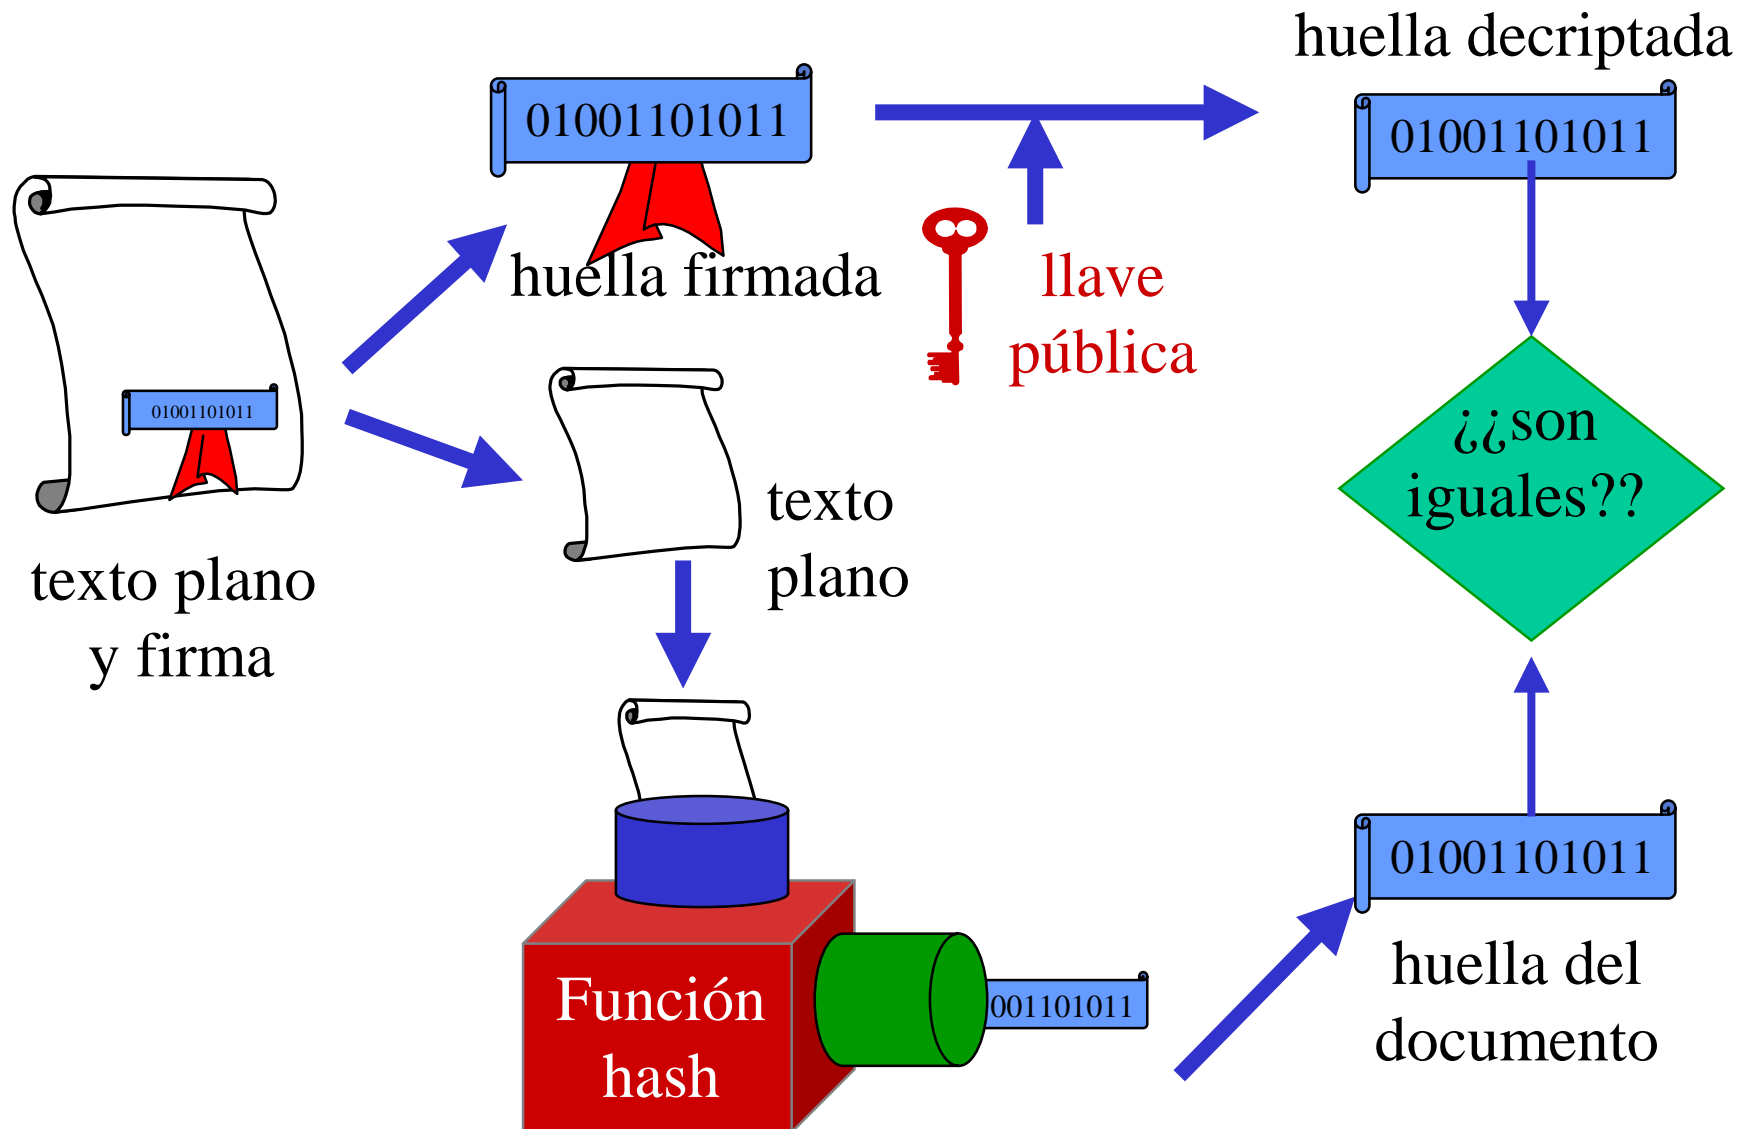 huella decriptada
01001101011
01001101011
huella firmada
llave
pública
01001101011
texto plano
y firma
texto
plano
¿¿son
iguales??
Función
hash
001101011
01001101011
huella del
documento